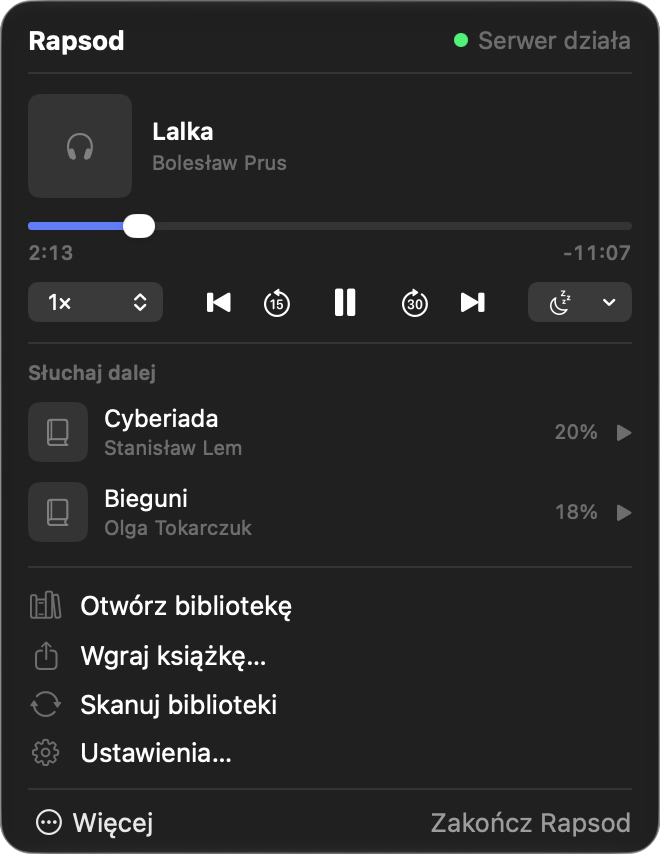 Rapsod
Serwer działa
Lalka
Bolesław Prus
2:13
-11:07
1×
15
30
zzz
Słuchaj dalej
Cyberiada
Stanisław Lem
20%
Bieguni
Olga Tokarczuk
18%
Otwórz bibliotekę
Wgraj książkę...
Skanuj biblioteki
Ustawienia...
Więcej
Zakończ Rapsod